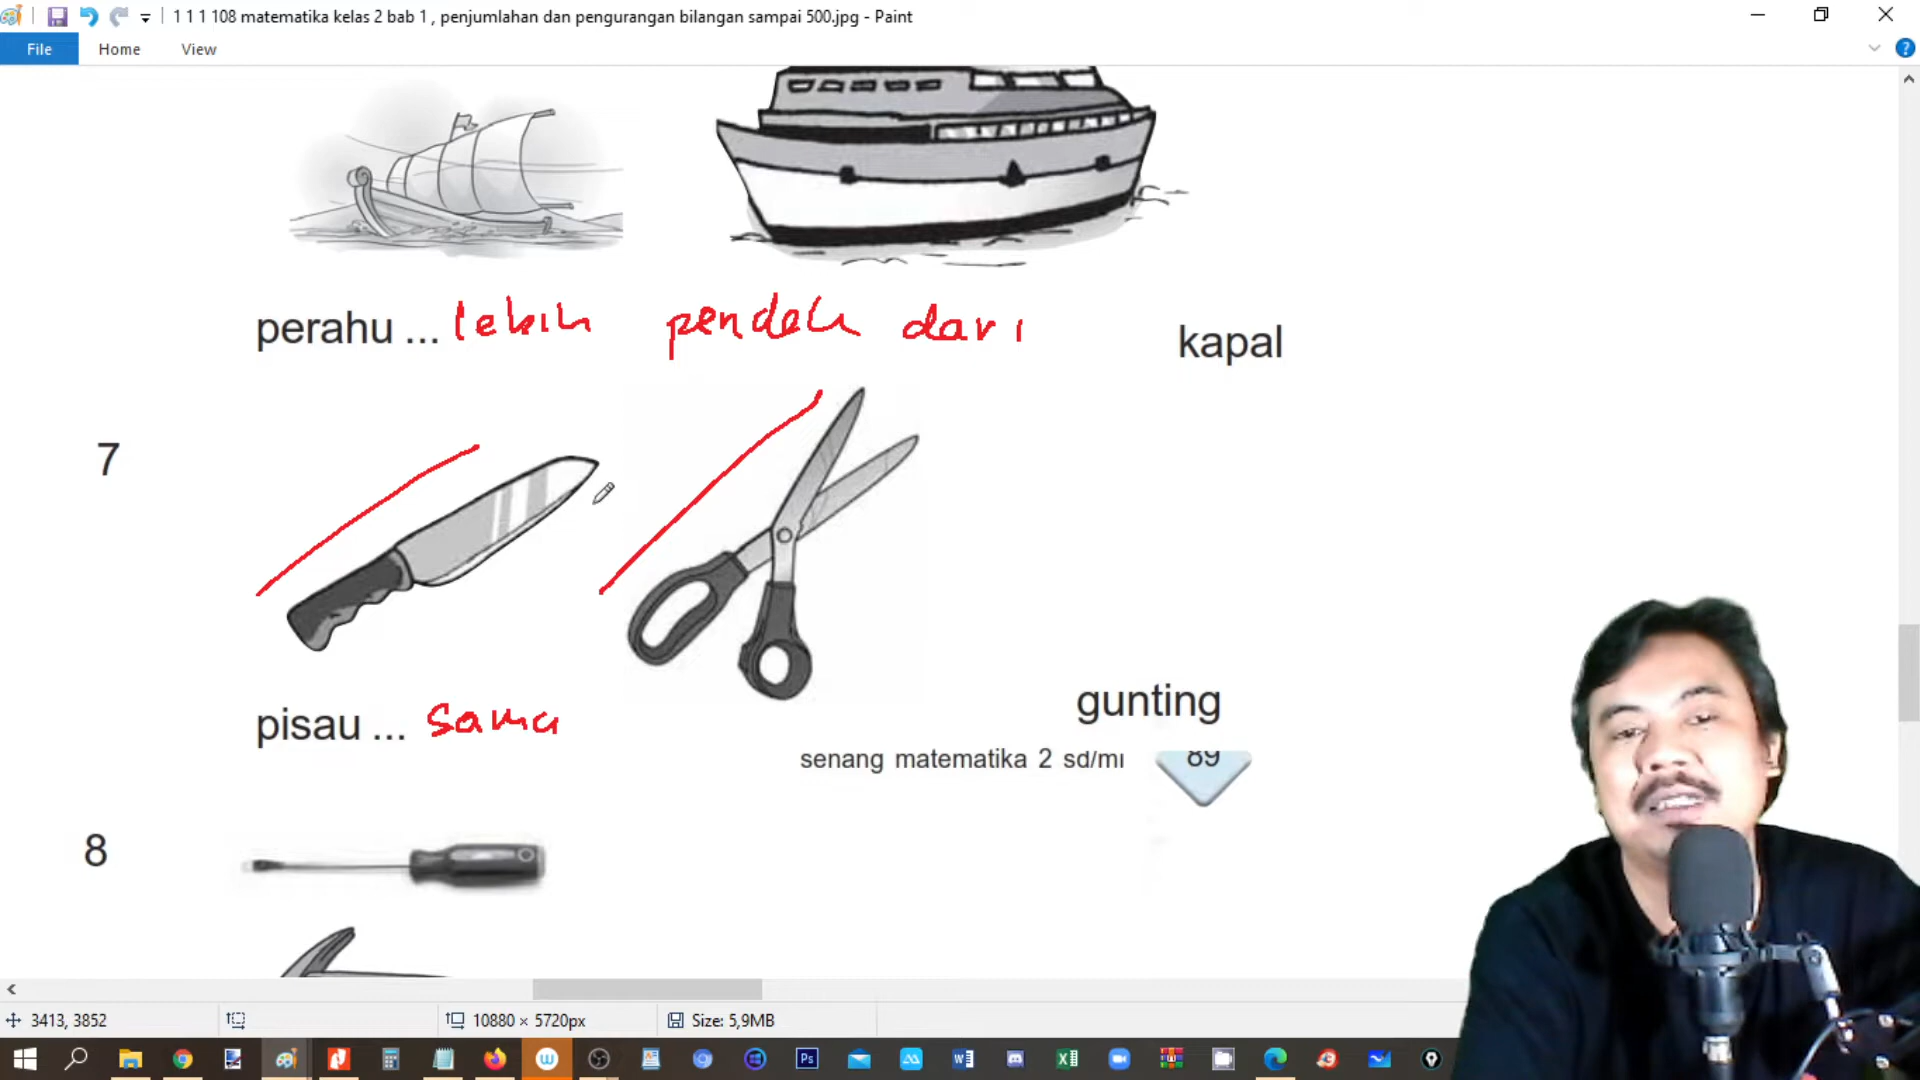 1 1 1 108 matematika kelas 2 bab 1 , penjumlahan dan pengurangan bilangan sampai 500.jpg - Paint
File Home View
perahu ... lebih pendek dari kapal
7
pisau ... sama gunting
senang matematika 2 sd/mi 89
8
3413, 3852 10880 × 5720px Size: 5,9MB